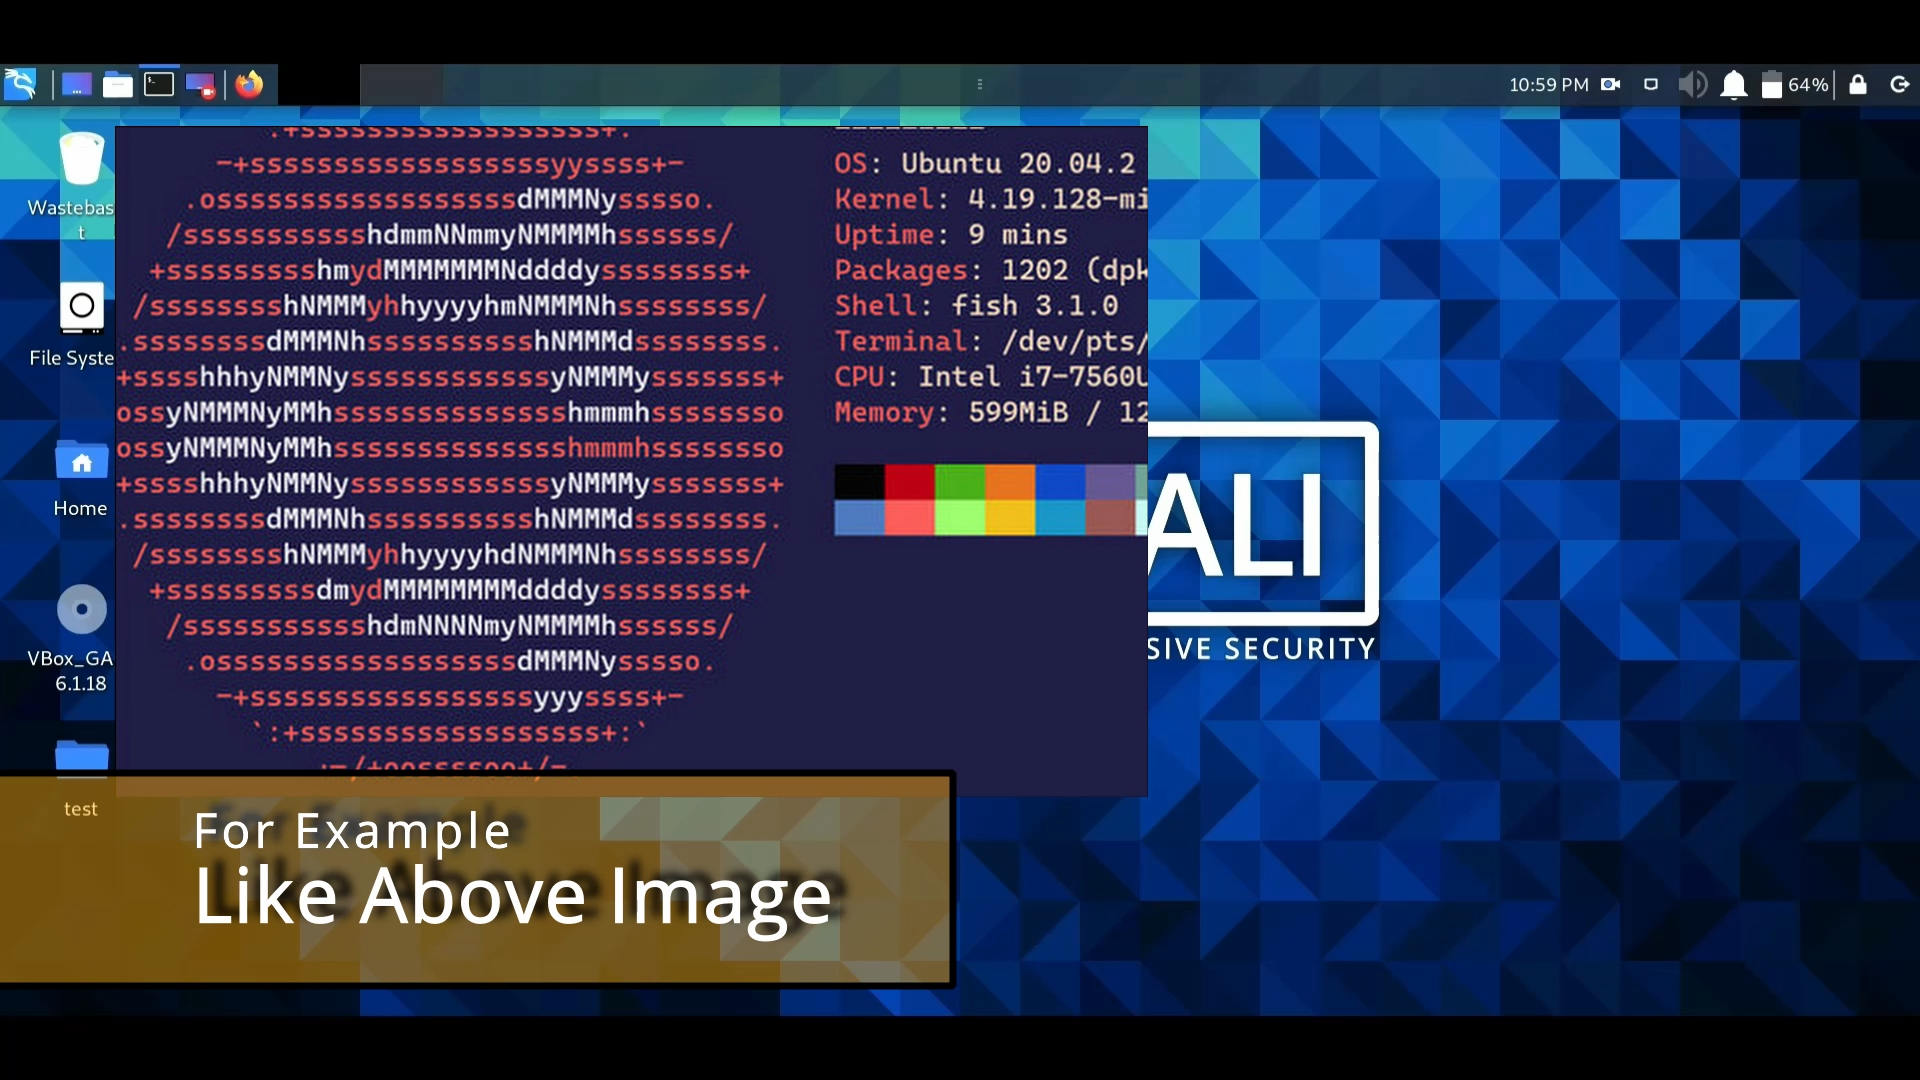 10:59 PM 64%
Wastebas
t
File Syste
Home
VBox_GA
6.1.18
test
.+ssssssssssssssssss+.
-+ssssssssssssssssssyyssss+-
.ossssssssssssssssssdMMMNysssso.
/ssssssssssshdmmNNmmyNMMMMhssssss/
+ssssssssshmydMMMMMMMNddddyssssssss+
/sssssssshNMMMyhhyyyyhmNMMMNhssssssss/
.ssssssssdMMMNhsssssssssshNMMMdssssssss.
+sssshhhyNMMNyssssssssssssyNMMMysssssss+
ossyNMMMNyMMhsssssssssssssshmmmhssssssso
ossyNMMMNyMMhsssssssssssssshmmmhssssssso
+sssshhhyNMMNyssssssssssssyNMMMysssssss+
.ssssssssdMMMNhsssssssssshNMMMdssssssss.
/sssssssshNMMMyhhyyyyhdNMMMNhssssssss/
+sssssssssdmydMMMMMMMMddddyssssssss+
/ssssssssssshdmNNNNmyNMMMMhssssss/
.ossssssssssssssssssdMMMNysssso.
-+sssssssssssssssssyyyssss+-
`:+ssssssssssssssssss+:`
:-/+oossssoo+/-
OS: Ubuntu 20.04.2
Kernel: 4.19.128-mi
Uptime: 9 mins
Packages: 1202 (dpk
Shell: fish 3.1.0
Terminal: /dev/pts/
CPU: Intel i7-7560U
Memory: 599MiB / 12
ALI
SIVE SECURITY
For Example
Like Above Image